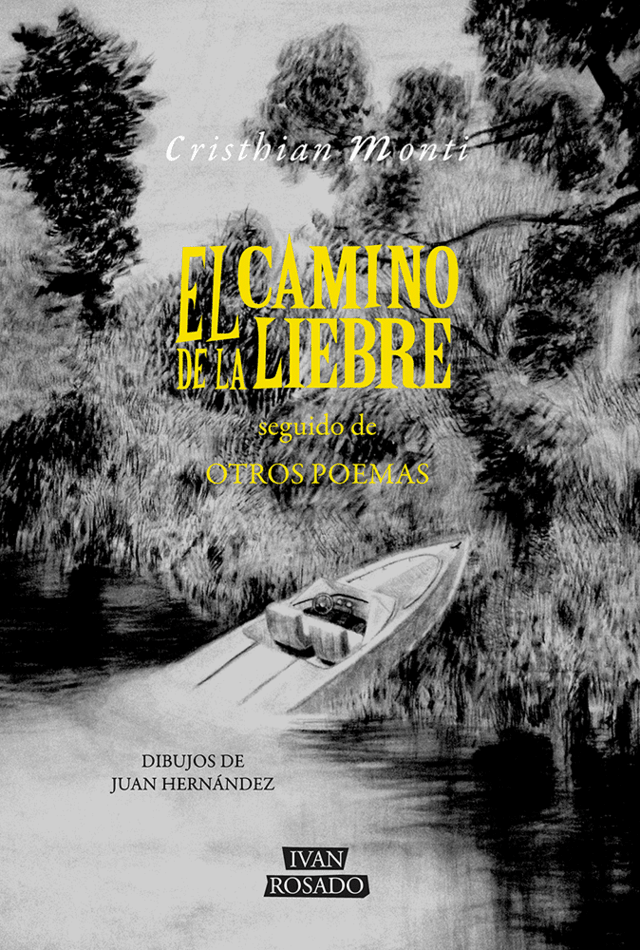 Cristhian Monti
EL CAMINO
DE LA LIEBRE
seguido de
OTROS POEMAS
DIBUJOS DE
JUAN HERNÁNDEZ
IVAN
ROSADO